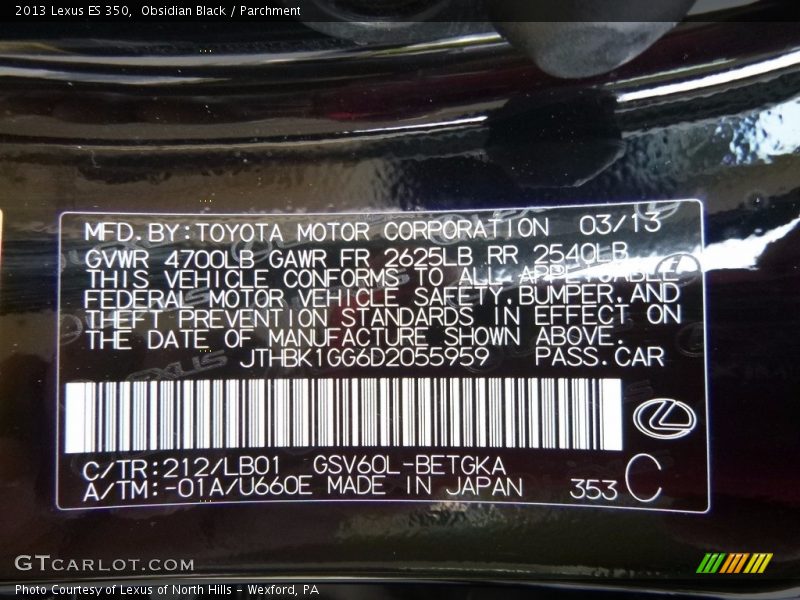 2013 Lexus ES 350,  Obsidian Black / Parchment
MFD.BY:TOYOTA MOTOR CORPORATION 03/13
GVWR 4700LB GAWR FR 2625LB RR 2540LB
THIS VEHICLE CONFORMS TO ALL APPLICABLE
FEDERAL MOTOR VEHICLE SAFETY,BUMPER,AND
THEFT PREVENTION STANDARDS IN EFFECT ON
THE DATE OF MANUFACTURE SHOWN ABOVE.
JTHBK1GG6D2055959 PASS.CAR
C/TR:212/LB01 GSV60L-BETGKA
A/TM:-01A/U660E MADE IN JAPAN 353 C
GTCARLOT.COM
Photo Courtesy of Lexus of North Hills - Wexford, PA